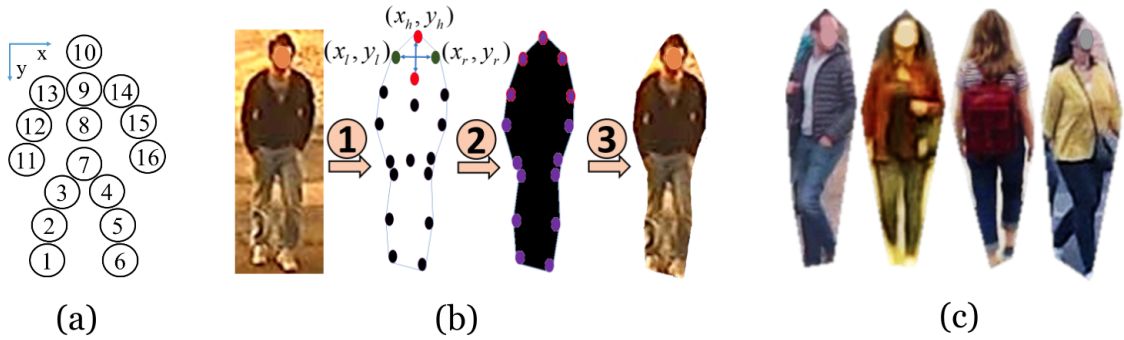 x
y
10
13 9 14
12 8 15
11 7 16
3 4
2 5
1 6
(a)
(x_h, y_h)
(x_l, y_l) (x_r, y_r)
1 2 3
(b)
(c)